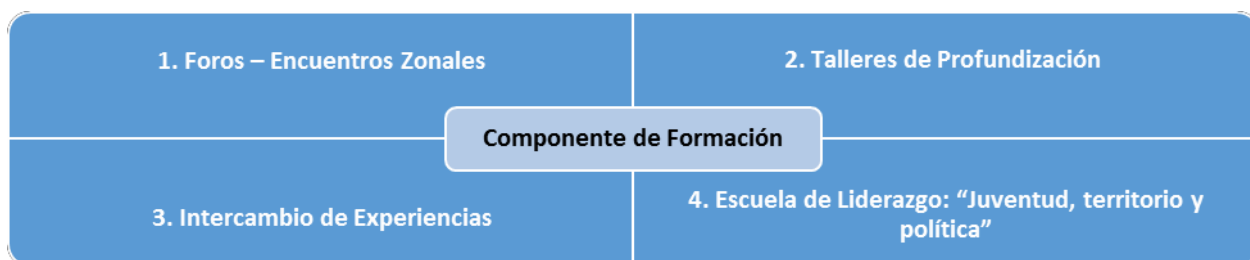 1. Foros – Encuentros Zonales
2. Talleres de Profundización
Componente de Formación
3. Intercambio de Experiencias
4. Escuela de Liderazgo: “Juventud, territorio y
política”